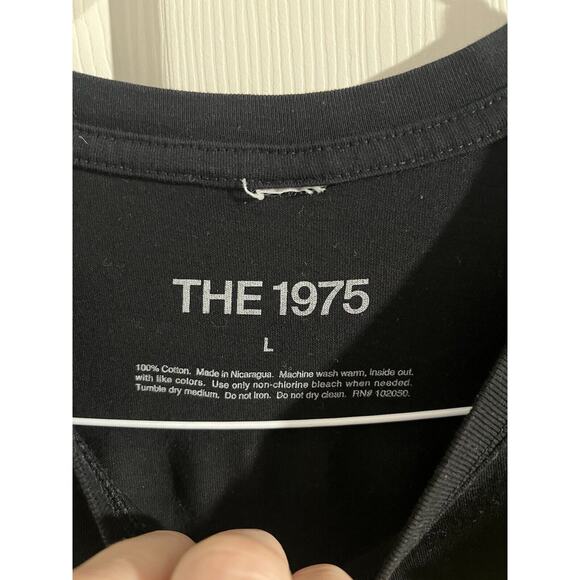 THE 1975
L
100% Cotton. Made in Nicaragua. Machine wash warm, inside out,
with like colors. Use only non-chlorine bleach when needed.
Tumble dry medium. Do not iron. Do not dry clean. RN# 102050.